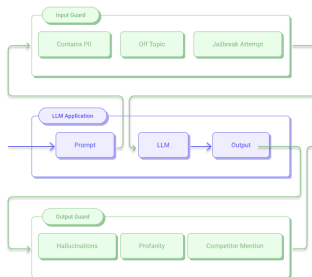 Input Guard
Contains PII
Off Topic
Jailbreak Attempt
LLM Application
Prompt
LLM
Output
Output Guard
Hallucinations
Profanity
Competitor Mention